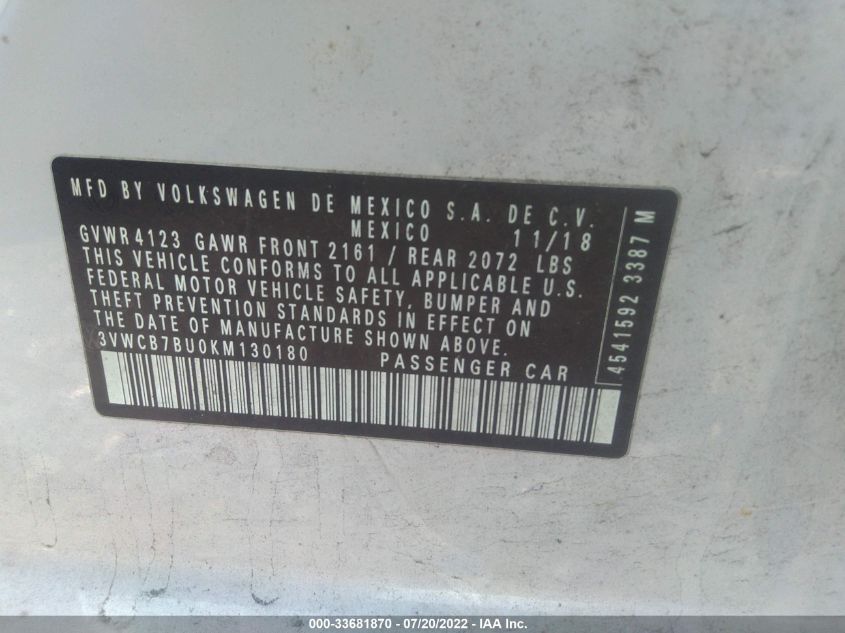 MFD BY VOLKSWAGEN DE MEXICO S.A. DE C.V.
MEXICO 11/18
GVWR 4123 GAWR FRONT 2161 / REAR 2072 LBS
THIS VEHICLE CONFORMS TO ALL APPLICABLE U.S.
FEDERAL MOTOR VEHICLE SAFETY, BUMPER AND
THEFT PREVENTION STANDARDS IN EFFECT ON
THE DATE OF MANUFACTURE SHOWN ABOVE.
3VWCB7BU0KM130180 PASSENGER CAR
4541592 3387 M
000-33681870 - 07/20/2022 - IAA Inc.